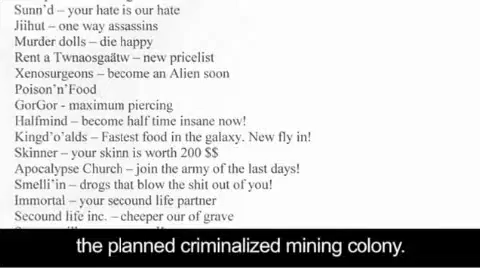 Sunn'd – your hate is our hate
Jiihut – one way assassins
Murder dolls – die happy
Rent a Twnaosgaätw – new pricelist
Xenosurgeons – become an Alien soon
Poison'n'Food
GorGor - maximum piercing
Halfmind – become half time insane now!
Kingd'o'alds – Fastest food in the galaxy. New fly in!
Skinner – your skinn is worth 200 $$
Apocalypse Church – join the army of the last days!
Smelli'in – drogs that blow the shit out of you!
Immortal – your secound life partner
Secound life inc. – cheeper our of grave
the planned criminalized mining colony.